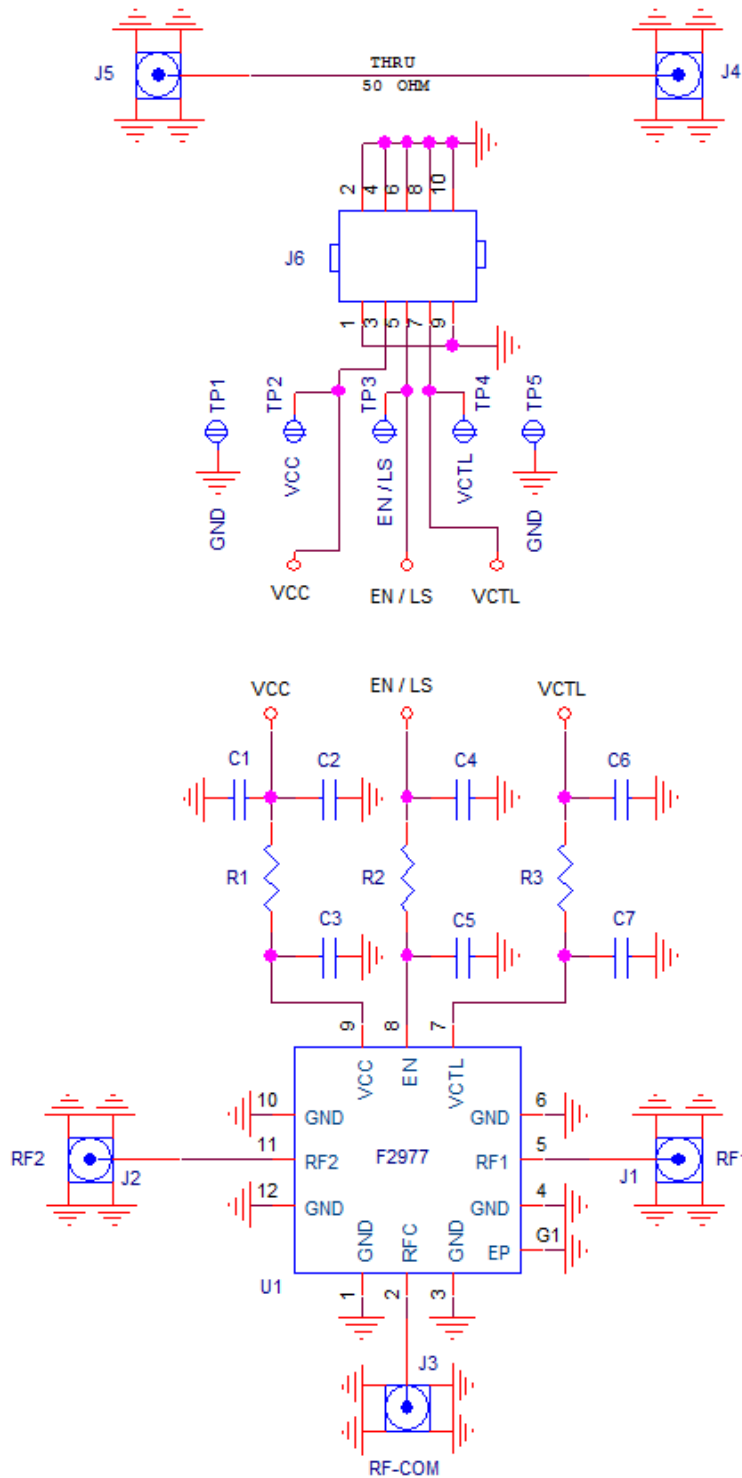 THRU
J5
J4
50 OHM
2
4
6
8
10
J6
1
3
5
7
9
TP1
TP2
TP3
TP4
TP5
VCC
EN / LS
VCTL
GND
GND
VCC
EN / LS
VCTL
VCC
EN / LS
VCTL
C1
C2
C4
C6
R1
R2
R3
C3
C5
C7
9
8
7
VCC
EN
VCTL
10
GND
GND
6
RF2
J2
11
RF2
F2977
RF1
5
J1
12
GND
GND
4
EP
G1
GND
RFC
GND
U1
1
2
3
J3
RF-COM